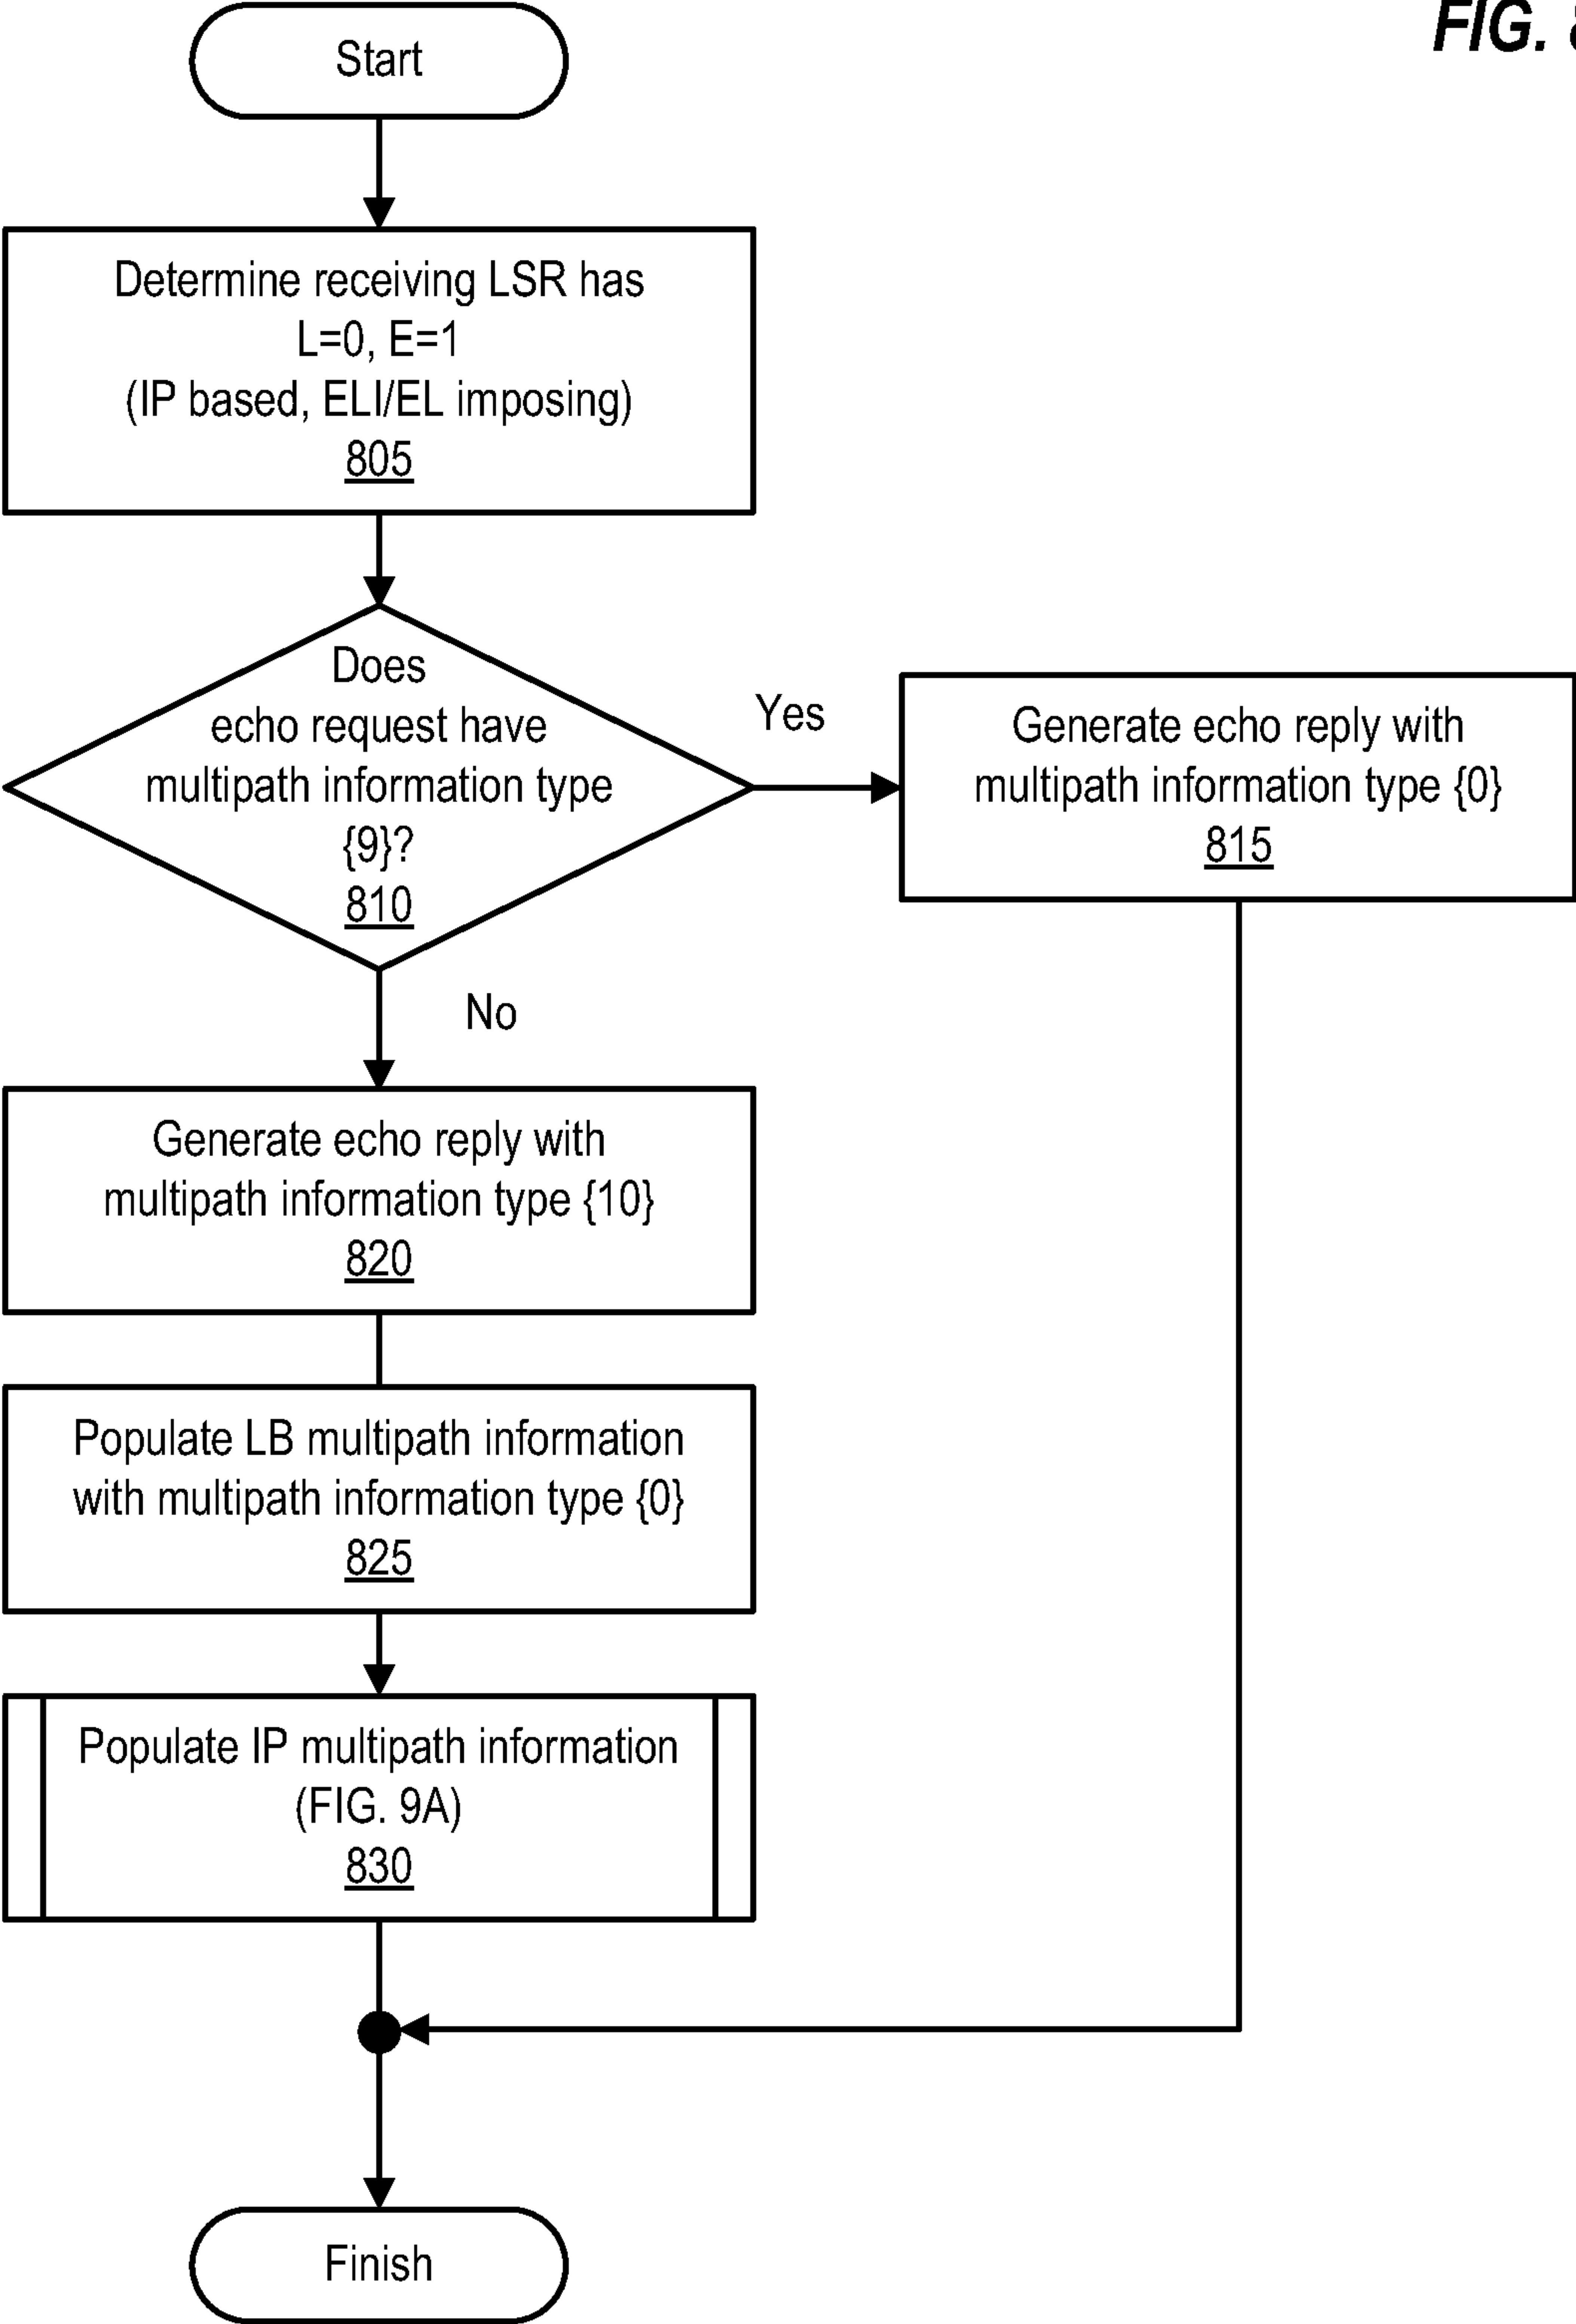 FIG. 8
Start
Determine receiving LSR has
L=0, E=1
(IP based, ELI/EL imposing)
805
Does
echo request have
multipath information type
{9}?
810
Yes
Generate echo reply with
multipath information type {0}
815
No
Generate echo reply with
multipath information type {10}
820
Populate LB multipath information
with multipath information type {0}
825
Populate IP multipath information
(FIG. 9A)
830
Finish